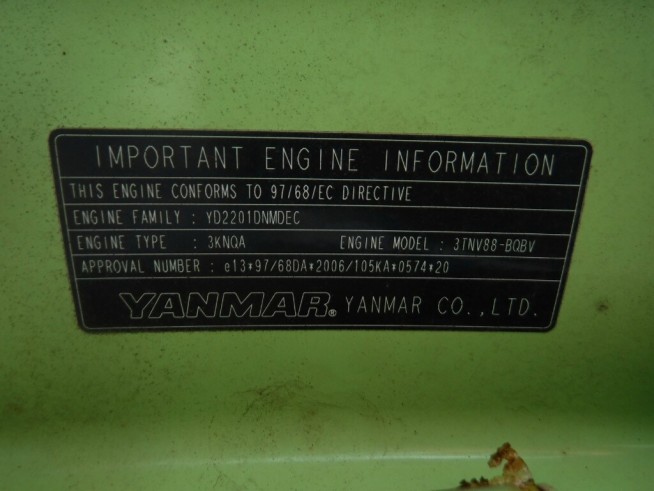 IMPORTANT ENGINE INFORMATION
THIS ENGINE CONFORMS TO 97/68/EC DIRECTIVE
ENGINE FAMILY : YD2201DNMDEC
ENGINE TYPE : 3KNQA ENGINE MODEL : 3TNV88-BQBV
APPROVAL NUMBER : e13*97/68DA*2006/105KA*0574*20
YANMAR® YANMAR CO.,LTD.